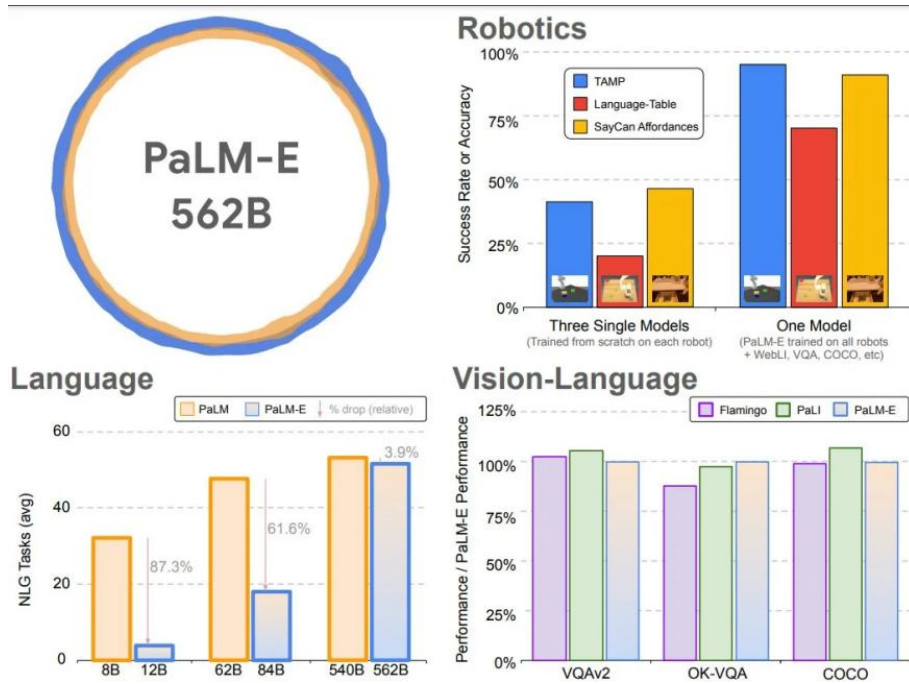 PaLM-E
562B
Robotics
Success Rate or Accuracy
100%
75%
50%
25%
0%
TAMP
Language-Table
SayCan Affordances
Three Single Models
(Trained from scratch on each robot)
One Model
(PaLM-E trained on all robots
+ WebLI, VQA, COCO, etc)
Language
PaLM
PaLM-E
% drop (relative)
NLG Tasks (avg)
60
40
20
0
87.3%
61.6%
3.9%
8B
12B
62B
84B
540B
562B
Vision-Language
Flamingo
PaLI
PaLM-E
Performance / PaLM-E Performance
125%
100%
75%
50%
25%
0%
VQAv2
OK-VQA
COCO